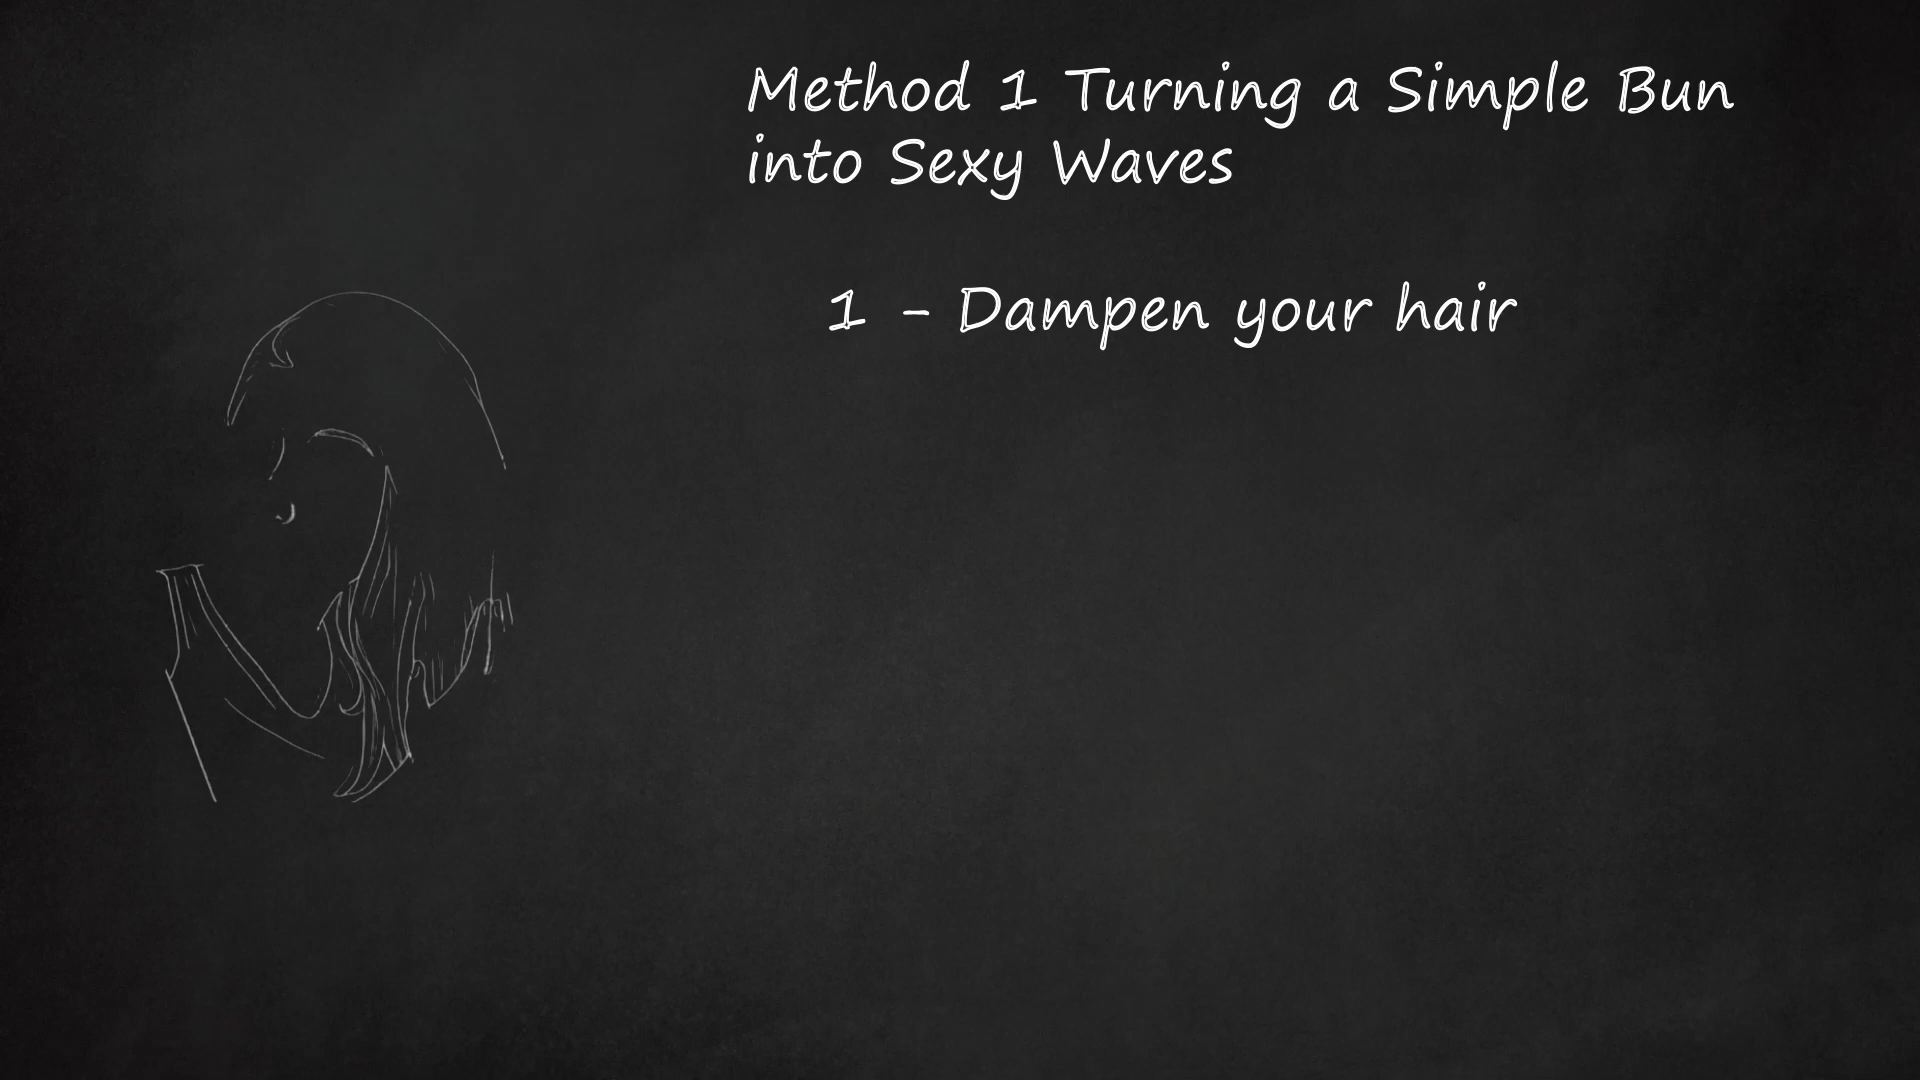 Method 1 Turning a Simple Bun
into Sexy Waves
1 - Dampen your hair